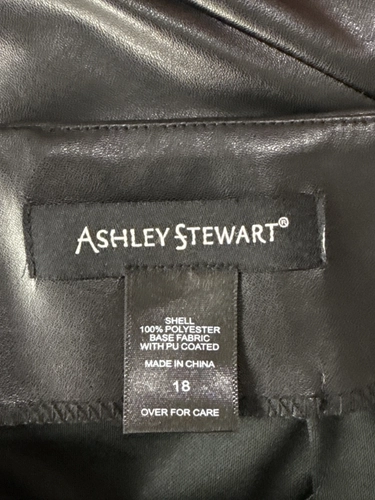 ASHLEY STEWART®
SHELL
100% POLYESTER
BASE FABRIC
WITH PU COATED
MADE IN CHINA
18
OVER FOR CARE